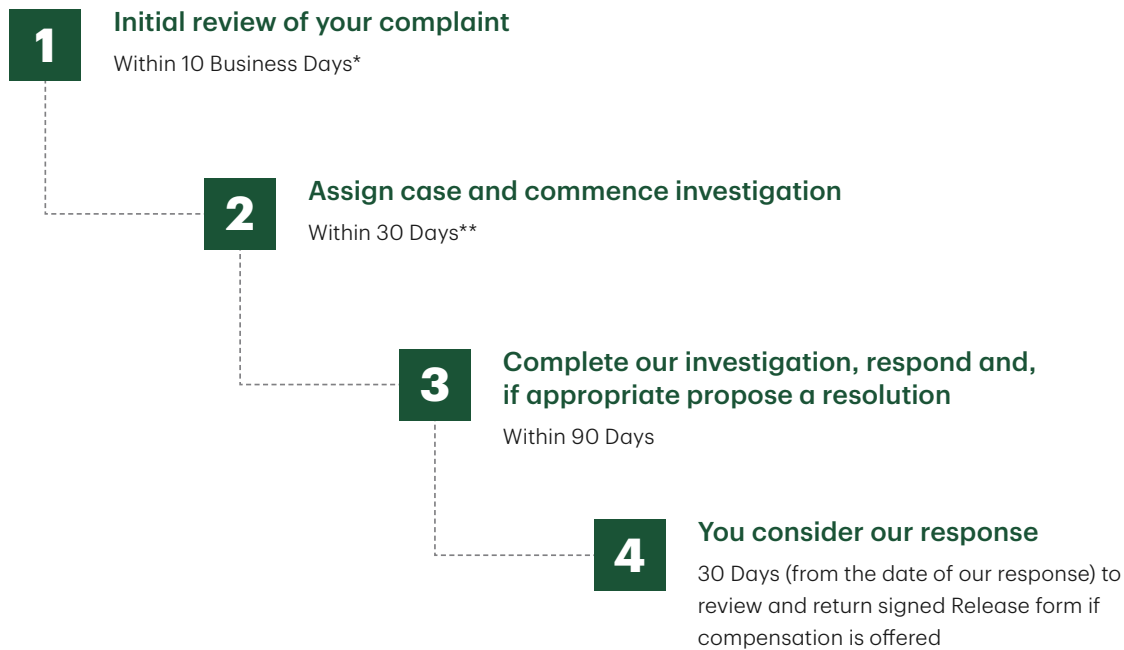 1
Initial review of your complaint
Within 10 Business Days*
2
Assign case and commence investigation
Within 30 Days**
3
Complete our investigation, respond and,
if appropriate propose a resolution
Within 90 Days
4
You consider our response
30 Days (from the date of our response) to
review and return signed Release form if
compensation is offered